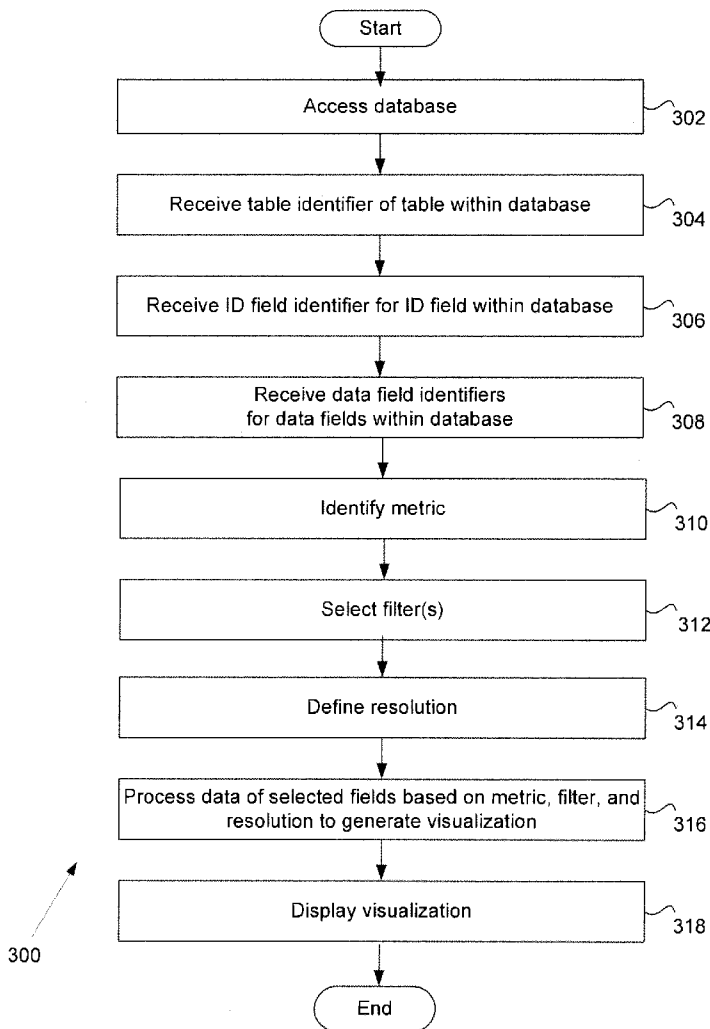 Start
Access database
302
Receive table identifier of table within database
304
Receive ID field identifier for ID field within database
306
Receive data field identifiers
for data fields within database
308
Identify metric
310
Select filter(s)
312
Define resolution
314
Process data of selected fields based on metric, filter, and
resolution to generate visualization
316
Display visualization
318
300
End